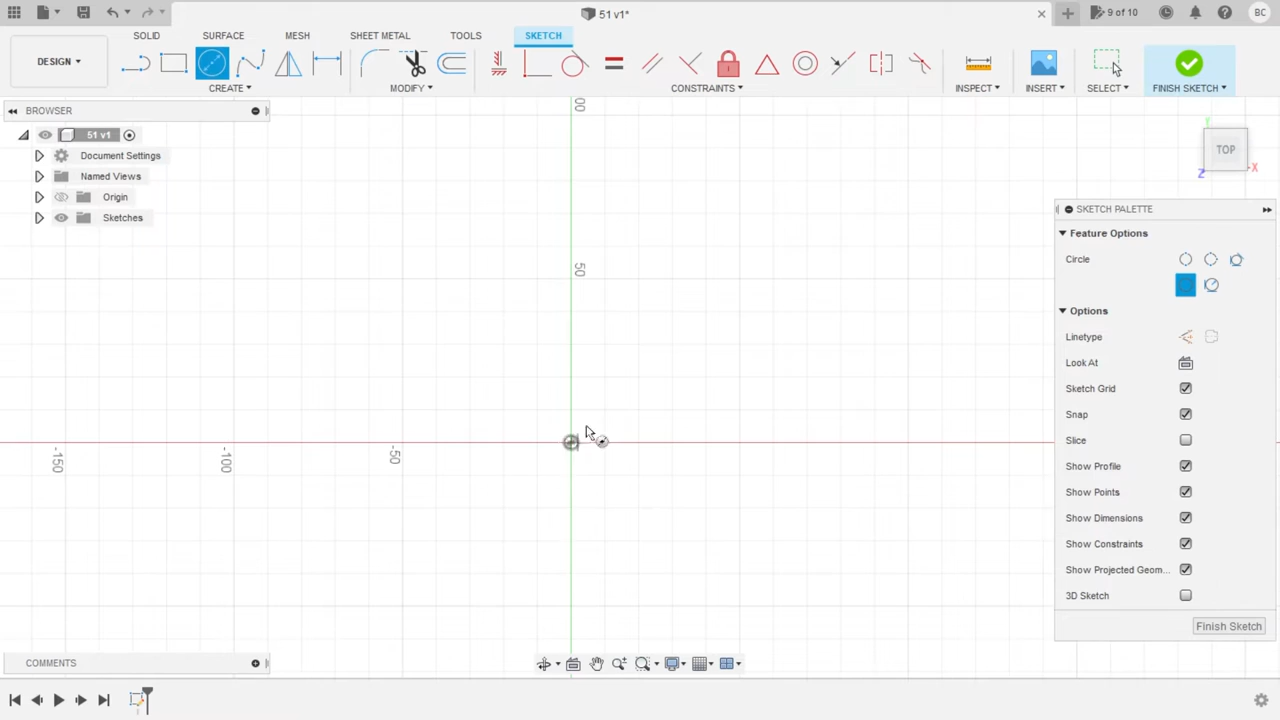 51 v1*
9 of 10
BC
DESIGN
SOLID
SURFACE
MESH
SHEET METAL
TOOLS
SKETCH
CREATE
MODIFY
CONSTRAINTS
INSPECT
INSERT
SELECT
FINISH SKETCH
BROWSER
51 v1
Document Settings
Named Views
Origin
Sketches
00
50
-150
-100
-50
Y
TOP
Z
X
SKETCH PALETTE
Feature Options
Circle
Options
Linetype
Look At
Sketch Grid
Snap
Slice
Show Profile
Show Points
Show Dimensions
Show Constraints
Show Projected Geom...
3D Sketch
Finish Sketch
COMMENTS